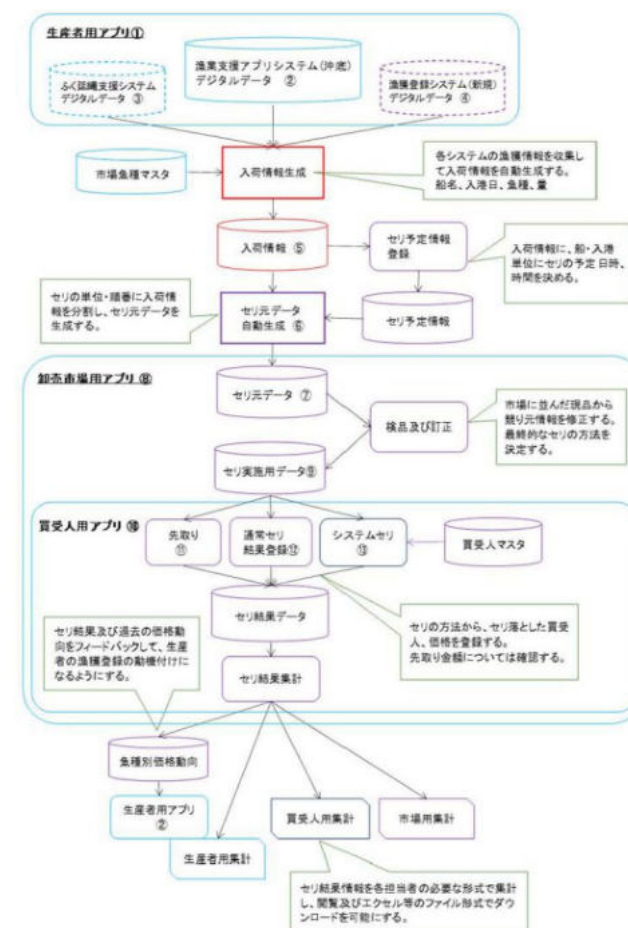 生産者用アプリ①
漁業支援アプリシステム(沖底)
デジタルデータ ②
ふく延縄支援システム
デジタルデータ ③
漁獲登録システム(新規)
デジタルデータ ④
市場魚種マスタ
入荷情報生成
各システムの漁獲情報を収集し
て入荷情報を自動生成する。
船名、入港日、魚種、量
入荷情報 ⑤
セリ予定情報
登録
入荷情報に、船・入港
単位にセリの予定日時、
時間を決める。
セリの単位・順番に入荷情
報を分割し、セリ元データを
生成する。
セリ元データ
自動生成 ⑥
セリ予定情報
卸売市場用アプリ ⑧
セリ元データ ⑦
検品及び訂正
市場に並んだ現品から
競り元情報を修正する。
最終的なセリの方法を
決定する。
セリ実施用データ⑨
買受人用アプリ ⑩
先取り
⑪
通常セリ
結果登録⑫
システムセリ
⑬
買受人マスタ
セリ結果データ
セリ結果及び過去の価格動
向をフィードバックして、生産
者の漁獲登録の動機付けに
なるようにする。
セリの方法から、セリ落とした買受
人、価格を登録する。
先取り金額については確認する。
セリ結果集計
魚種別価格動向
生産者用アプリ
②
生産者用集計
買受人用集計
市場用集計
セリ結果情報を各担当者の必要な形式で集計
し、閲覧及びエクセル等のファイル形式でダウ
ンロードを可能にする。